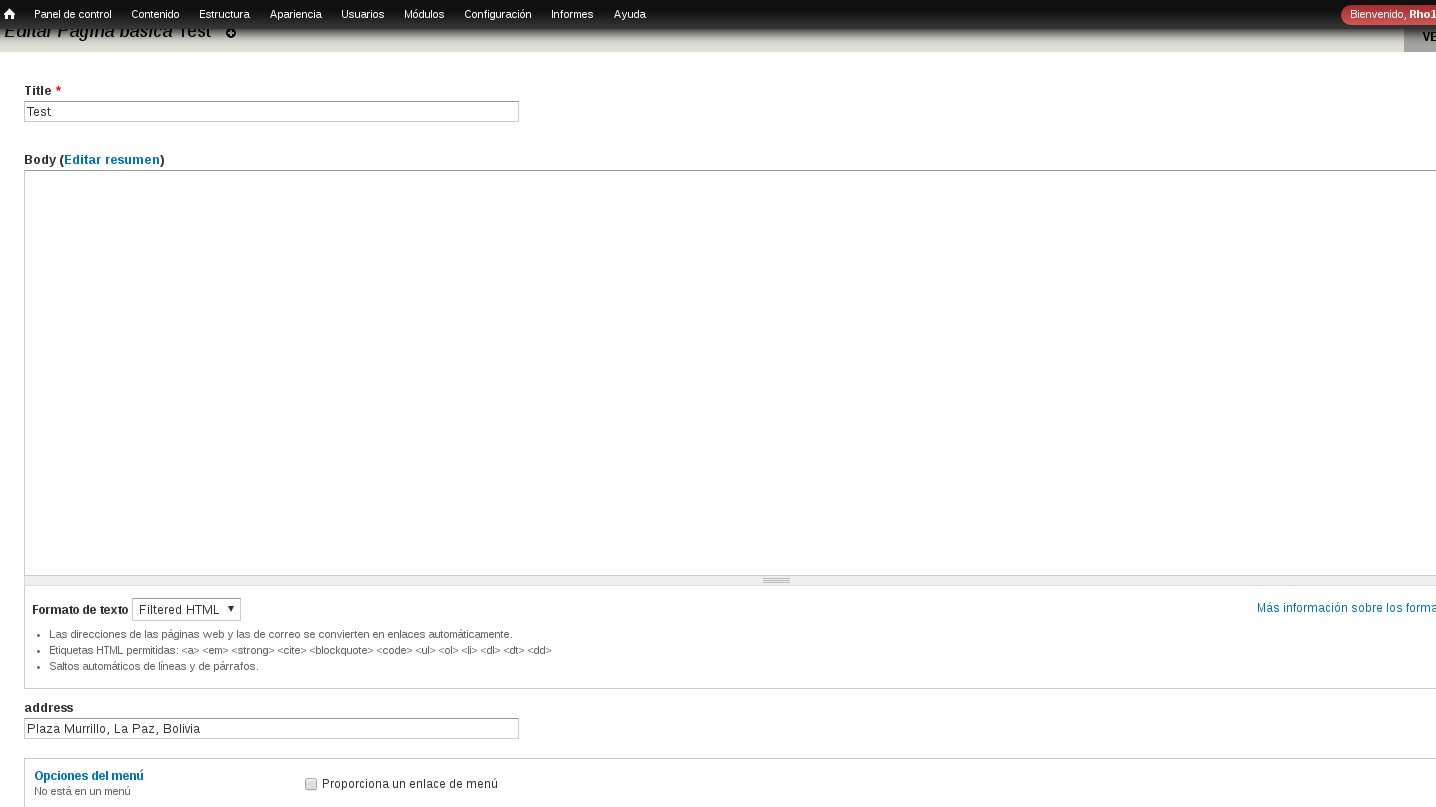 Panel de control Contenido Estructura Apariencia Usuarios Módulos Configuración Informes Ayuda Bienvenido, Rho1
Editar Página básica Test
Title *
Test
Body (Editar resumen)
Formato de texto Filtered HTML Más información sobre los forma
Las direcciones de las páginas web y las de correo se convierten en enlaces automáticamente.
Etiquetas HTML permitidas: <a> <em> <strong> <cite> <blockquote> <code> <ul> <ol> <li> <dl> <dt> <dd>
Saltos automáticos de líneas y de párrafos.
address
Plaza Murrillo, La Paz, Bolivia
Opciones del menú
No está en un menú
Proporciona un enlace de menú